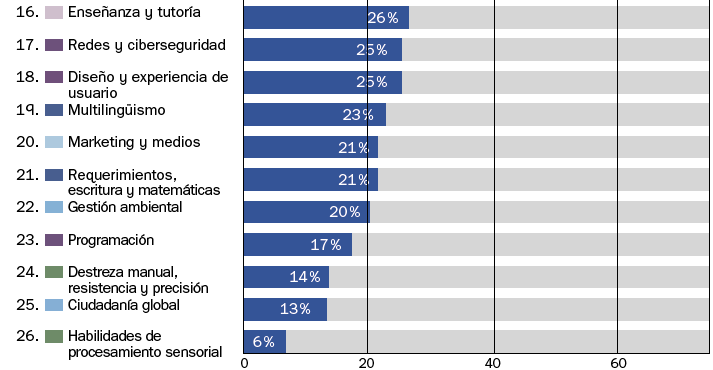 16. Enseñanza y tutoría 26%
17. Redes y ciberseguridad 25%
18. Diseño y experiencia de 25%
usuario
19. Multilingüismo 23%
20. Marketing y medios 21%
21. Requerimientos, 21%
escritura y matemáticas
22. Gestión ambiental 20%
23. Programación 17%
24. Destreza manual, 14%
resistencia y precisión
25. Ciudadanía global 13%
26. Habilidades de 6%
procesamiento sensorial
0 20 40 60